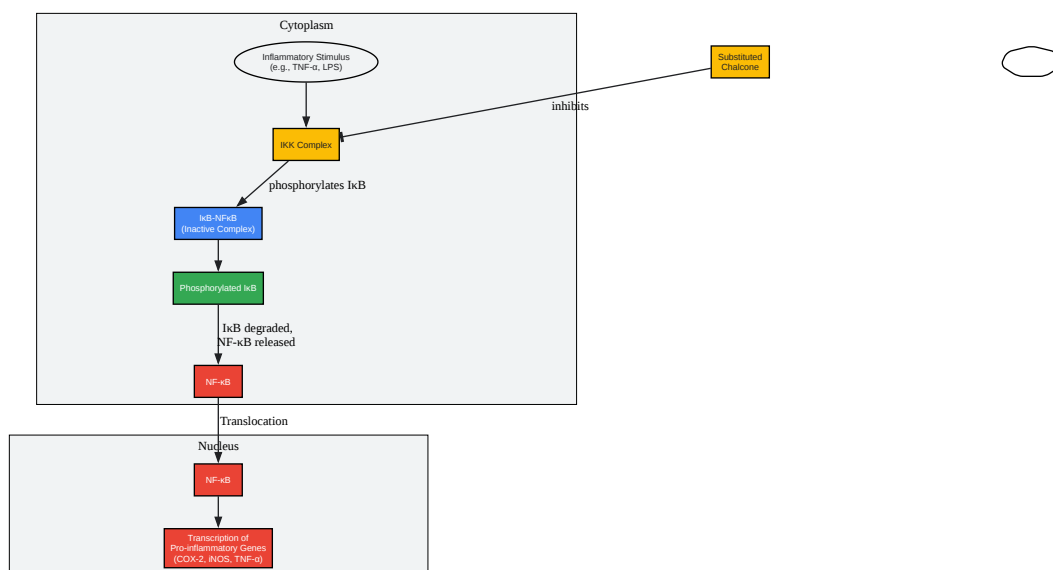 Cytoplasm
Inflammatory Stimulus
(e.g., TNF-α, LPS)
Substituted
Chalcone
inhibits
IKK Complex
phosphorylates IκB
IκB-NFκB
(Inactive Complex)
Phosphorylated IκB
IκB degraded,
NF-κB released
NF-κB
Translocation
Nucleus
NF-κB
Transcription of
Pro-inflammatory Genes
(COX-2, iNOS, TNF-α)